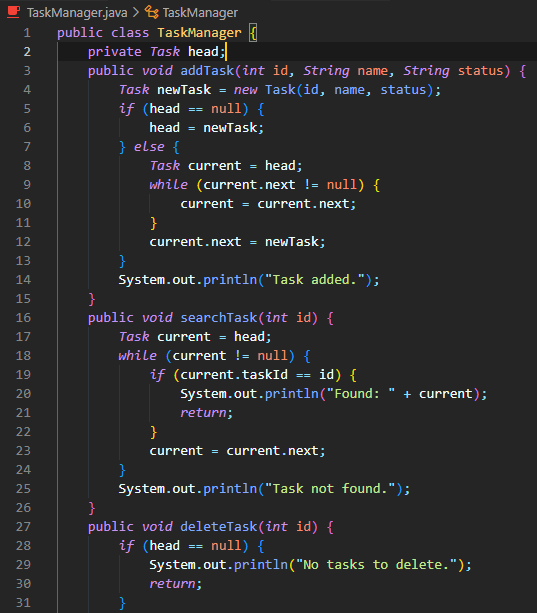 TaskManager.java > TaskManager
1 public class TaskManager {
2     private Task head;
3     public void addTask(int id, String name, String status) {
4         Task newTask = new Task(id, name, status);
5         if (head == null) {
6             head = newTask;
7         } else {
8             Task current = head;
9             while (current.next != null) {
10                 current = current.next;
11             }
12             current.next = newTask;
13         }
14         System.out.println("Task added.");
15     }
16     public void searchTask(int id) {
17         Task current = head;
18         while (current != null) {
19             if (current.taskId == id) {
20                 System.out.println("Found: " + current);
21                 return;
22             }
23             current = current.next;
24         }
25         System.out.println("Task not found.");
26     }
27     public void deleteTask(int id) {
28         if (head == null) {
29             System.out.println("No tasks to delete.");
30             return;
31         }